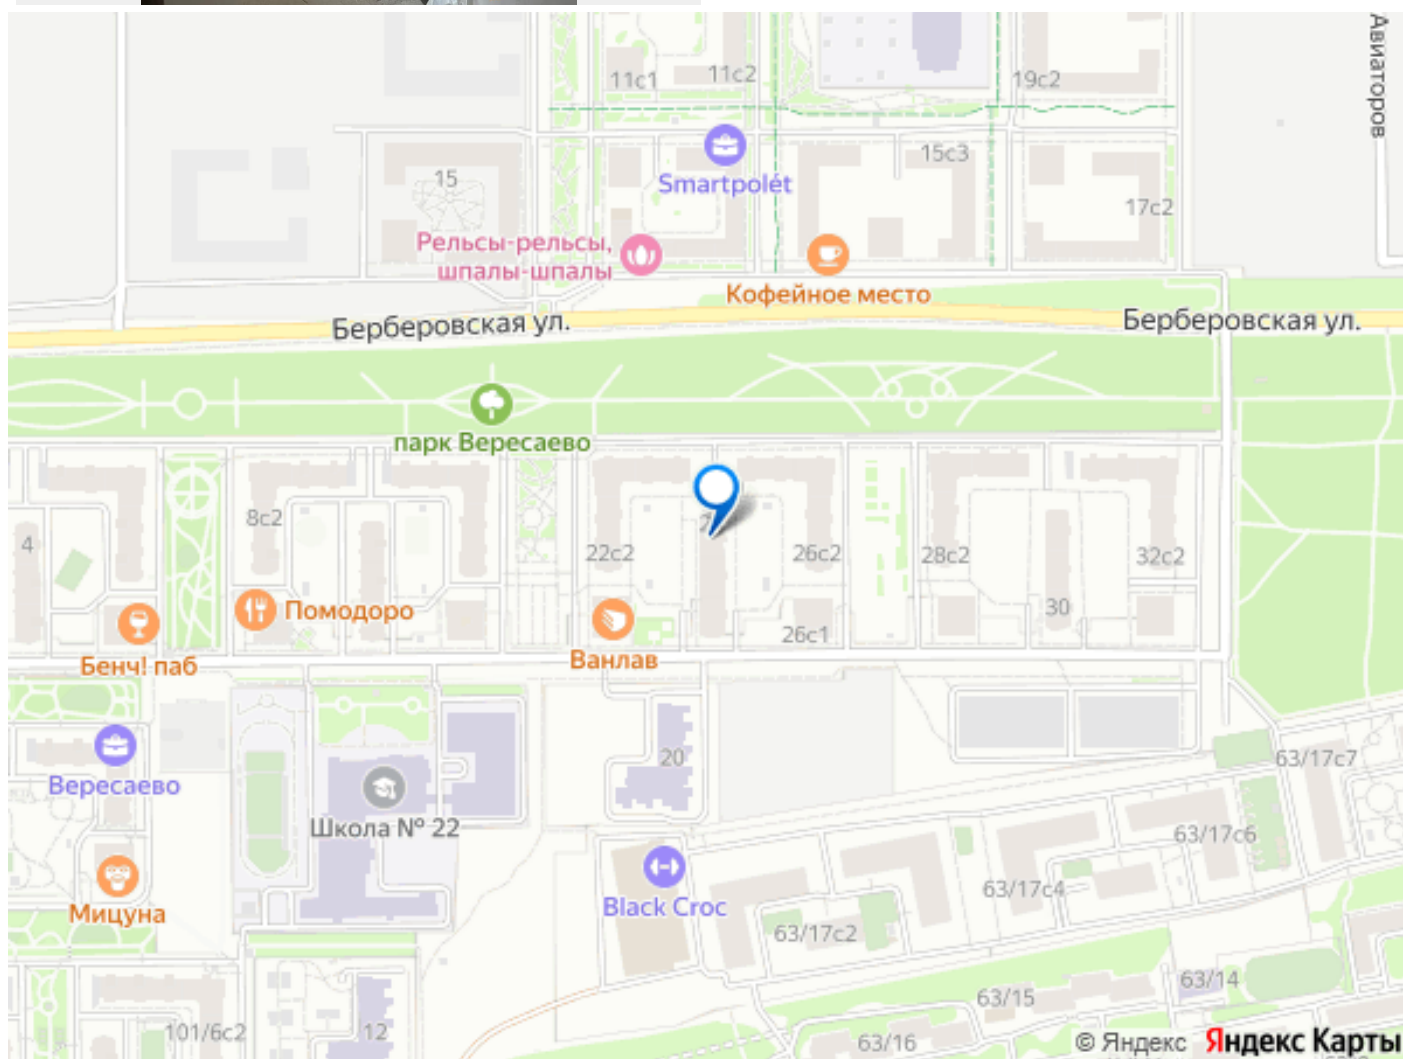 Авиаторов
11с1
11с2
19с2
15с3
15
Smartpolét
17с2
Рельсы-рельсы,
шпалы-шпалы
Кофейное место
Берберовская ул.
Берберовская ул.
парк Вересаево
8с2
4
22с2
26с2
28с2
32с2
Помодоро
30
26с1
Бенч! паб
Ванлав
20
63/17с7
Вересаево
Школа № 22
63/17с6
63/17с4
Black Croc
Мицуна
63/17с2
63/14
63/15
101/6с2
12
63/16
© Яндекс Яндекс Карты